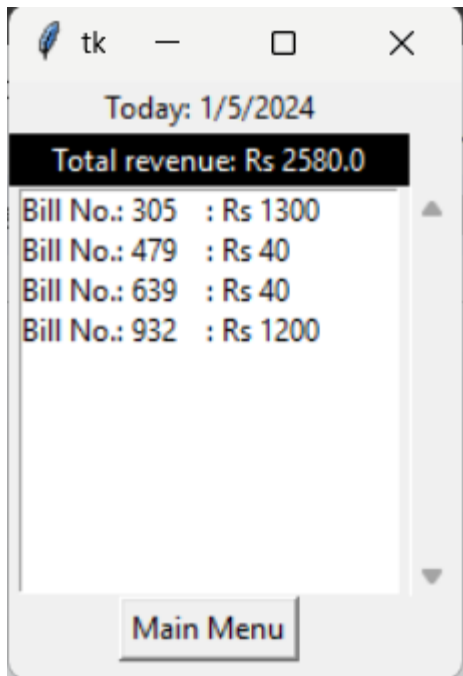 tk
Today: 1/5/2024
Total revenue: Rs 2580.0
Bill No.: 305 : Rs 1300
Bill No.: 479 : Rs 40
Bill No.: 639 : Rs 40
Bill No.: 932 : Rs 1200
Main Menu